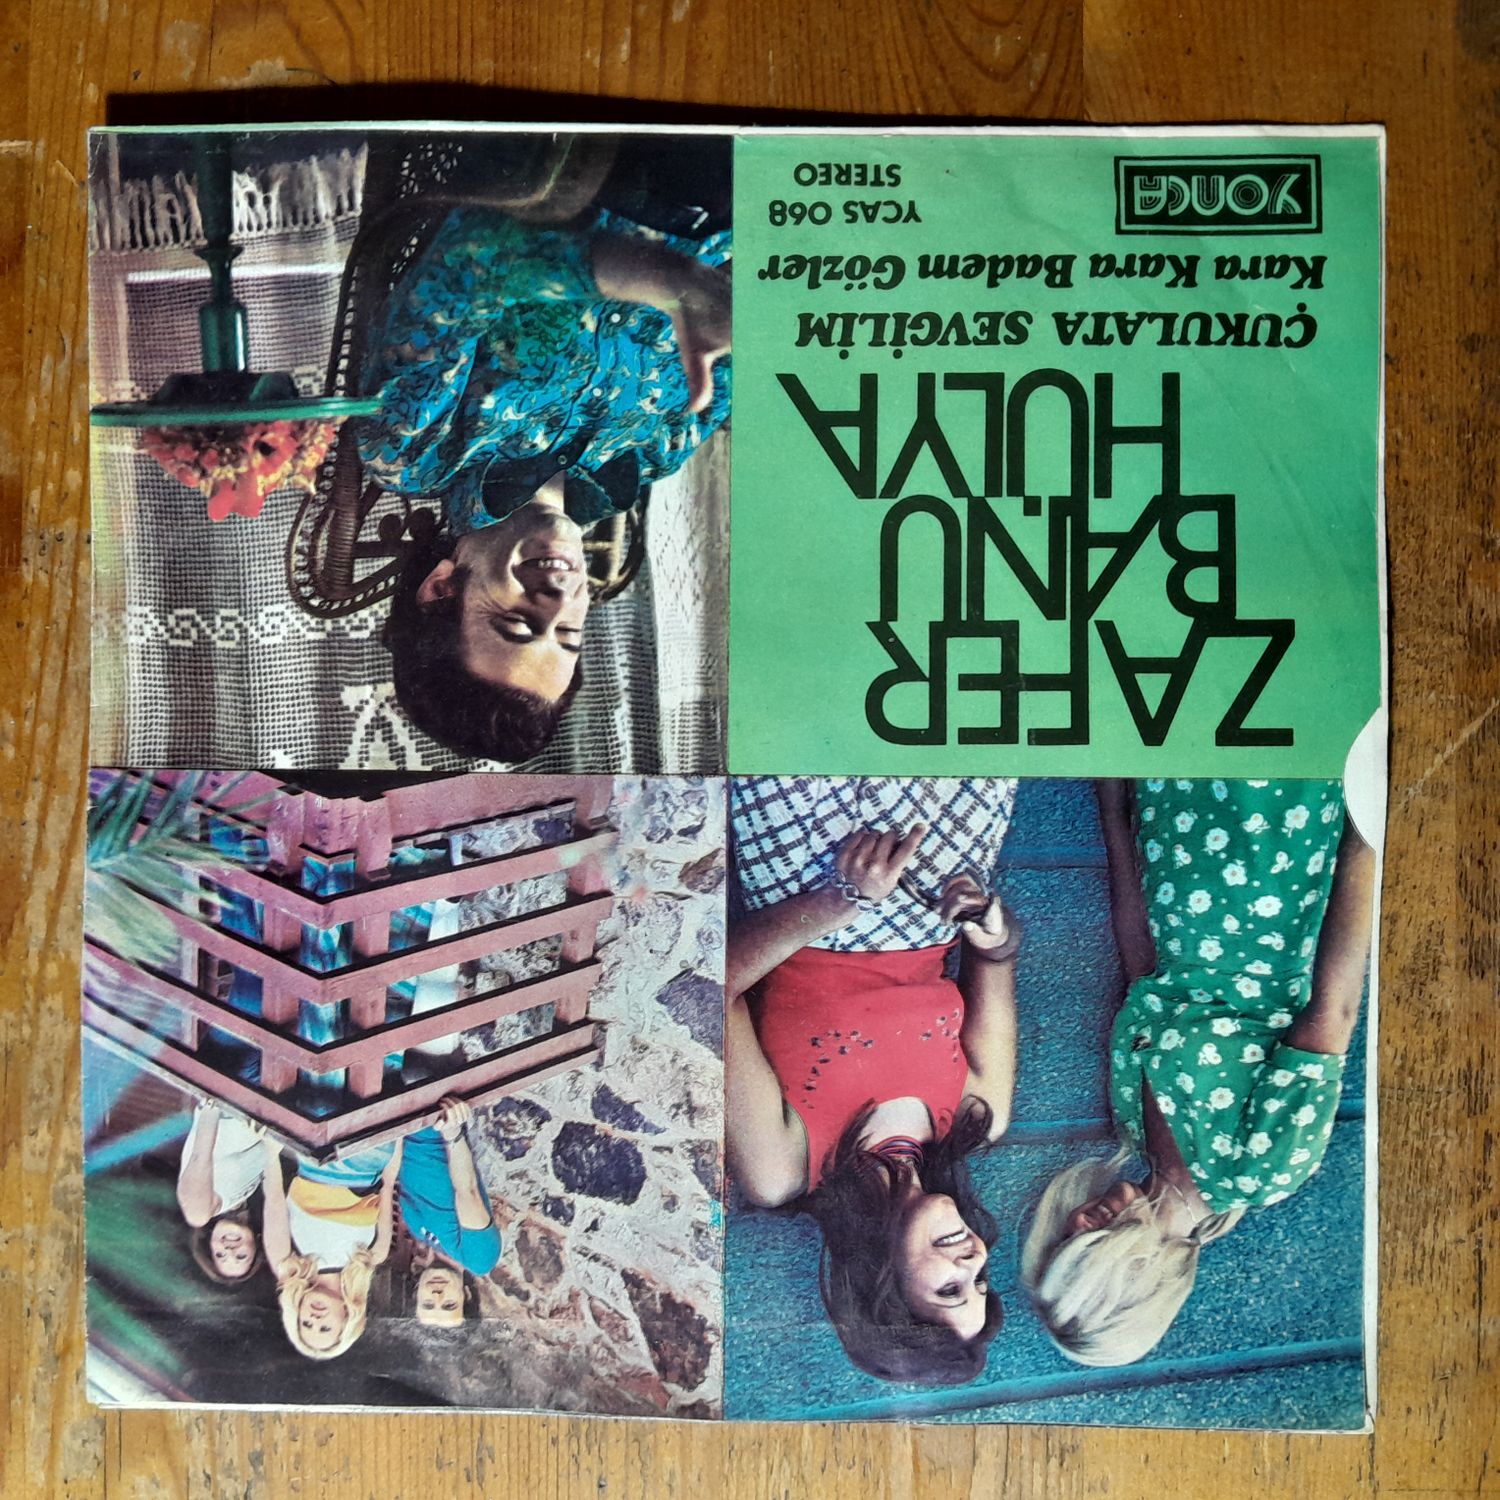 ZAFER
BANU
HÜLYA
ÇUKULATA SEVGİLİM
Kara Kara Badem Gözler
YONCA
YCAS 068
STEREO